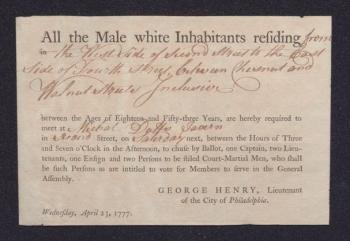 All the Male white Inhabitants residing from
in the West Side of Second Street to the East
Side of Fourth Street between Chesnut and
Walnut Streets Inclusive
between the Ages of Eighteen and Fifty-three Years, are hereby required to
meet at Michal Tavern
in Second Street, on Saturday next, between the Hours of Three
and Seven o'Clock in the Afternoon, to chuse by Ballot, one Captain, two Lieu-
tenants, one Ensign and two Persons to be stiled Court-Martial Men, who shall
be such Persons as are intitled to vote for Members to serve in the General
Assembly.
GEORGE HENRY, Lieutenant
of the City of Philadelphia.
Wednesday, April 23, 1777.